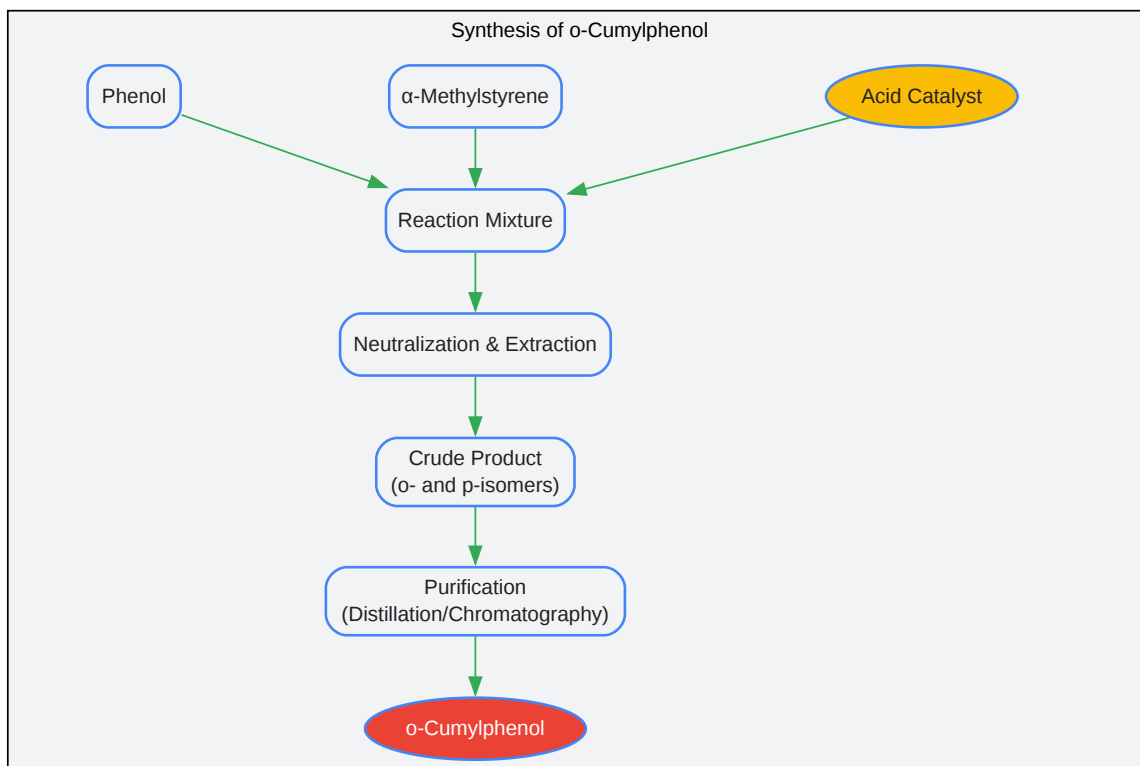 Synthesis of o-Cumylphenol
Phenol
α-Methylstyrene
Acid Catalyst
Reaction Mixture
Neutralization & Extraction
Crude Product
(o- and p-isomers)
Purification
(Distillation/Chromatography)
o-Cumylphenol